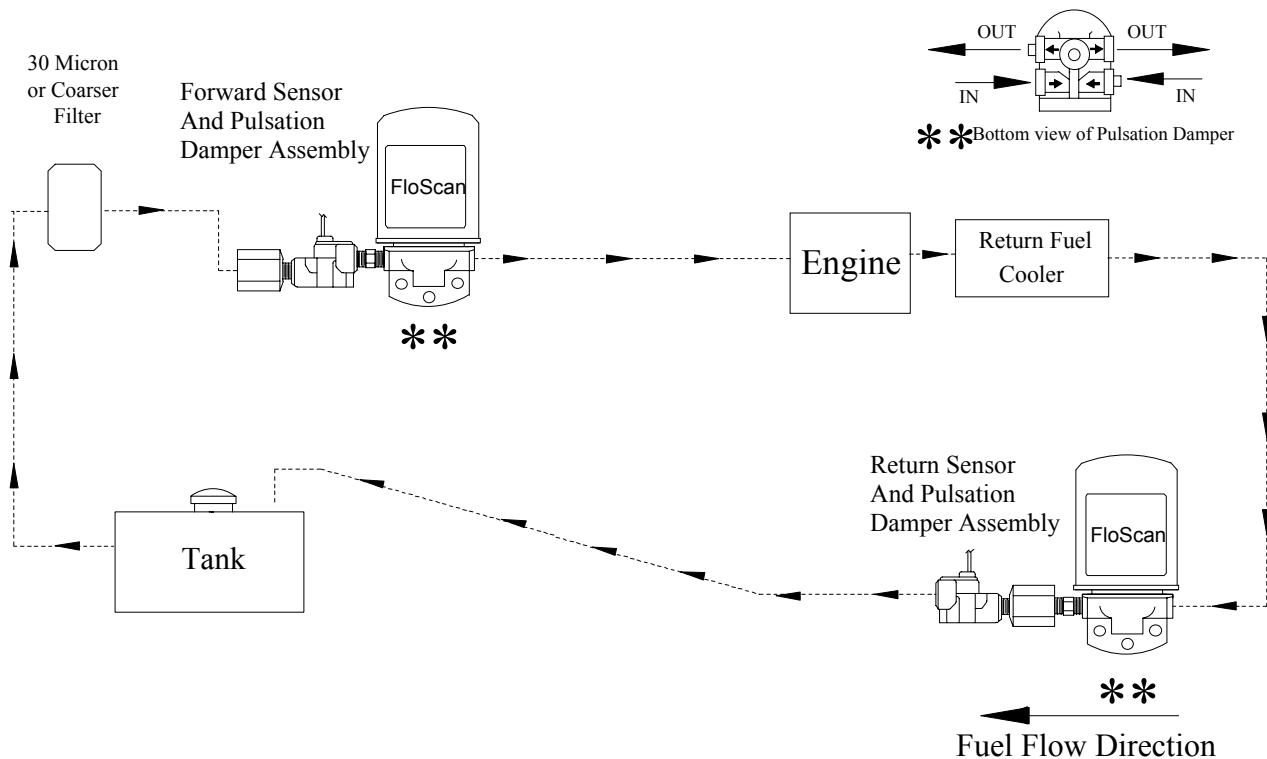 30 Micron
or Coarser
Filter
Forward Sensor
And Pulsation
Damper Assembly
FloScan
OUT
OUT
IN
IN
** Bottom view of Pulsation Damper
**
Engine
Return Fuel
Cooler
Return Sensor
And Pulsation
Damper Assembly
FloScan
Tank
**
Fuel Flow Direction